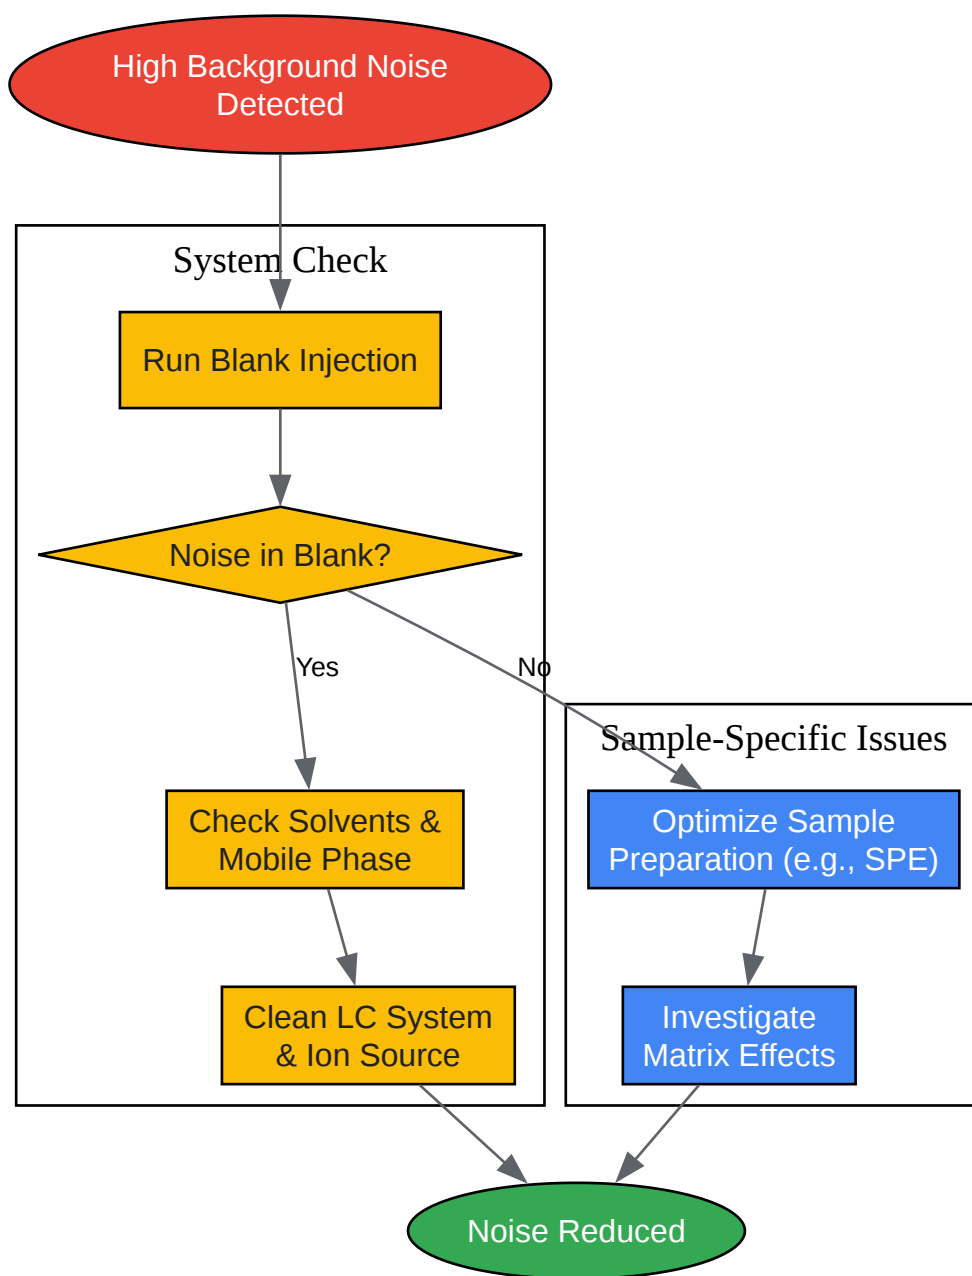 High Background Noise
Detected
System Check
Run Blank Injection
Noise in Blank?
Yes
No
Sample-Specific Issues
Check Solvents &
Mobile Phase
Optimize Sample
Preparation (e.g., SPE)
Clean LC System
& Ion Source
Investigate
Matrix Effects
Noise Reduced